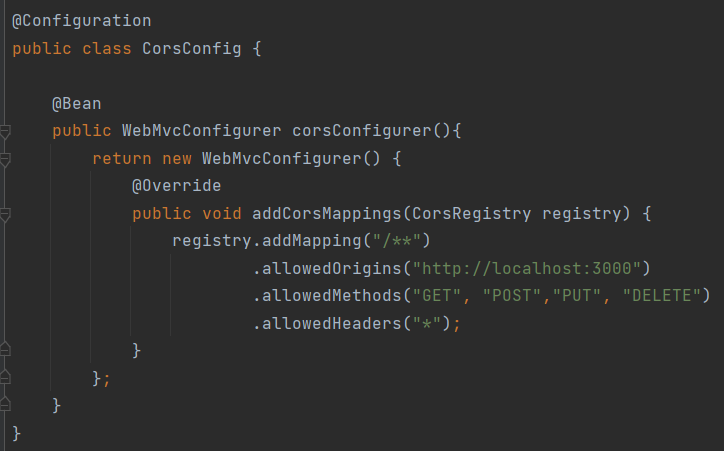 @Configuration
public class CorsConfig {
@Bean
public WebMvcConfigurer corsConfigurer(){
return new WebMvcConfigurer() {
@Override
public void addCorsMappings(CorsRegistry registry) {
registry.addMapping("/**")
.allowedOrigins("http://localhost:3000")
.allowedMethods("GET", "POST","PUT", "DELETE")
.allowedHeaders("*");
}
};
}
}